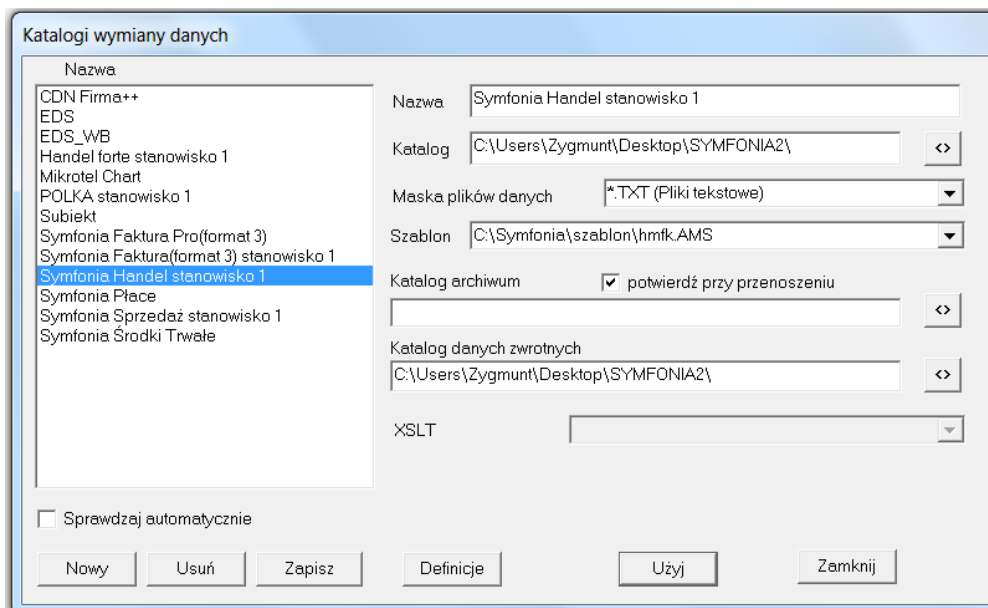 Katalogi wymiany danych
Nazwa
CDN Firma++
EDS
EDS_WB
Handel forte stanowisko 1
Mikrotel Chart
POLKA stanowisko 1
Subiekt
Symfonia Faktura Pro(format 3)
Symfonia Faktura(format 3) stanowisko 1
Symfonia Handel stanowisko 1
Symfonia Płace
Symfonia Sprzedaż stanowisko 1
Symfonia Środki Trwałe
Nazwa Symfonia Handel stanowisko 1
Katalog C:\Users\Zygmunt\Desktop\SYMFONIA2\ <>
Maska plików danych *.TXT (Pliki tekstowe)
Szablon C:\Symfonia\szablon\hmfk.AMS
Katalog archiwum potwierdź przy przenoszeniu
<>
Katalog danych zwrotnych
C:\Users\Zygmunt\Desktop\SYMFONIA2\ <>
XSLT
Sprawdzaj automatycznie
Nowy Usuń Zapisz Definicje Użyj Zamknij